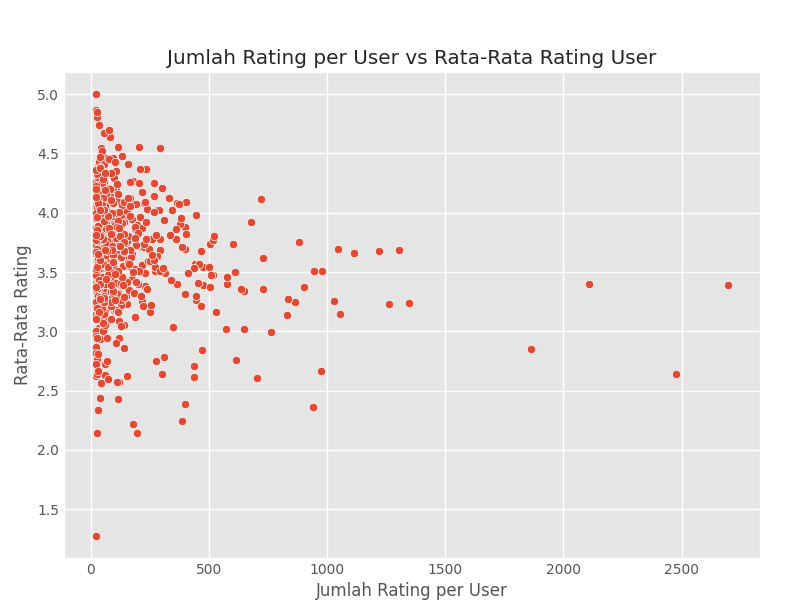 Jumlah Rating per User vs Rata-Rata Rating User
5.0
4.5
4.0
3.5
3.0
2.5
2.0
1.5
Rata-Rata Rating
0 500 1000 1500 2000 2500
Jumlah Rating per User